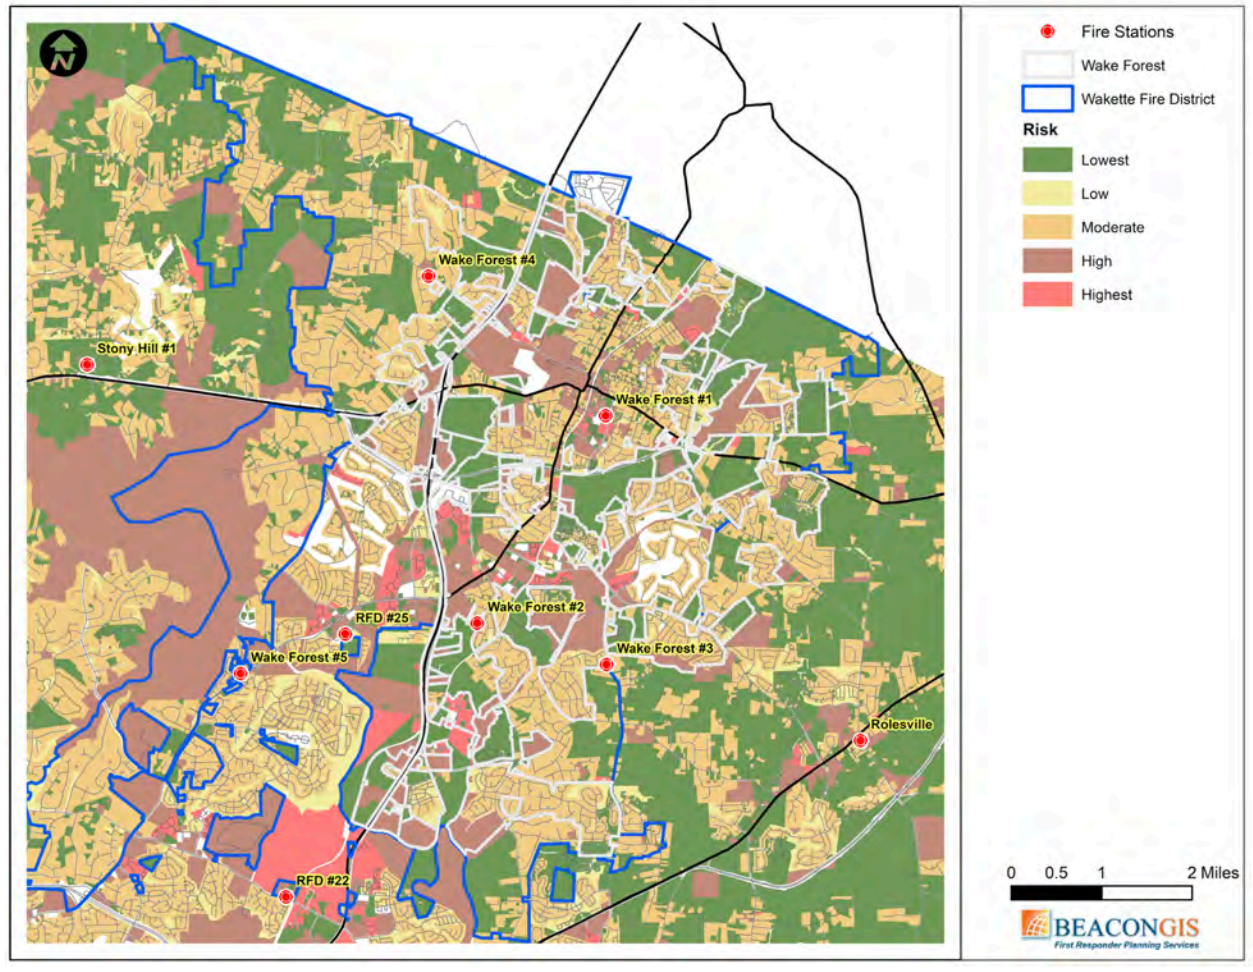 N
Fire Stations
Wake Forest
Wakette Fire District
Risk
Lowest
Low
Moderate
High
Highest
Wake Forest #4
Stony Hill #1
Wake Forest #1
RFD #25
Wake Forest #2
Wake Forest #5
Wake Forest #3
Rolesville
RFD #22
0 0.5 1 2 Miles
BEACONGIS
First Responder Planning Services